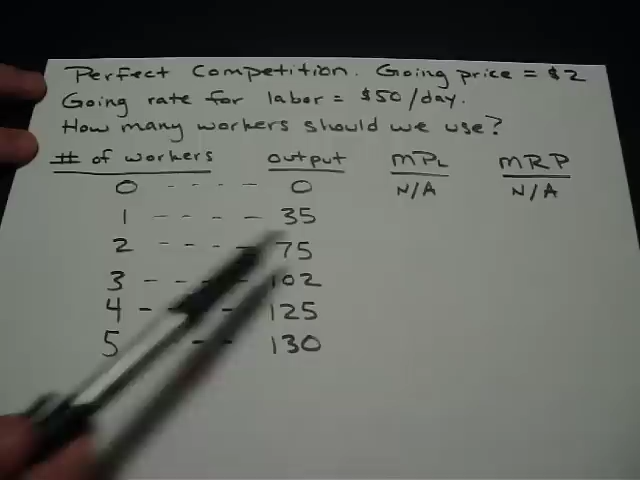 Perfect Competition. Going price = $2
Going rate for labor = $50/day.
How many workers should we use?
# of workers output MPL MRP
0 - - - - 0 N/A N/A
1 - - - - 35
2 - - - - 75
3 - - - - 102
4 - - - 125
5 - - 130